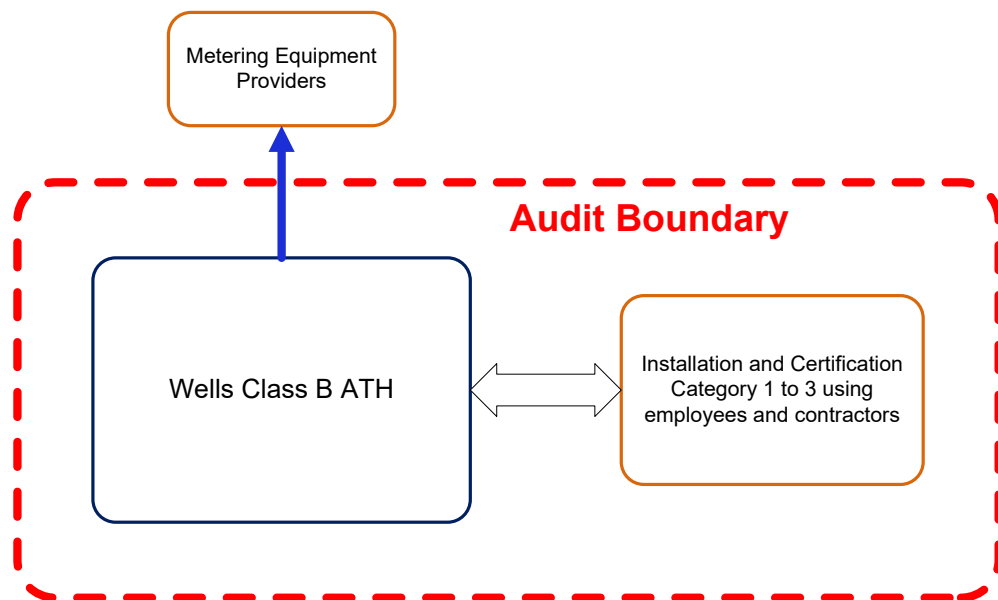 Metering Equipment
Providers
Audit Boundary
Wells Class B ATH
Installation and Certification
Category 1 to 3 using
employees and contractors